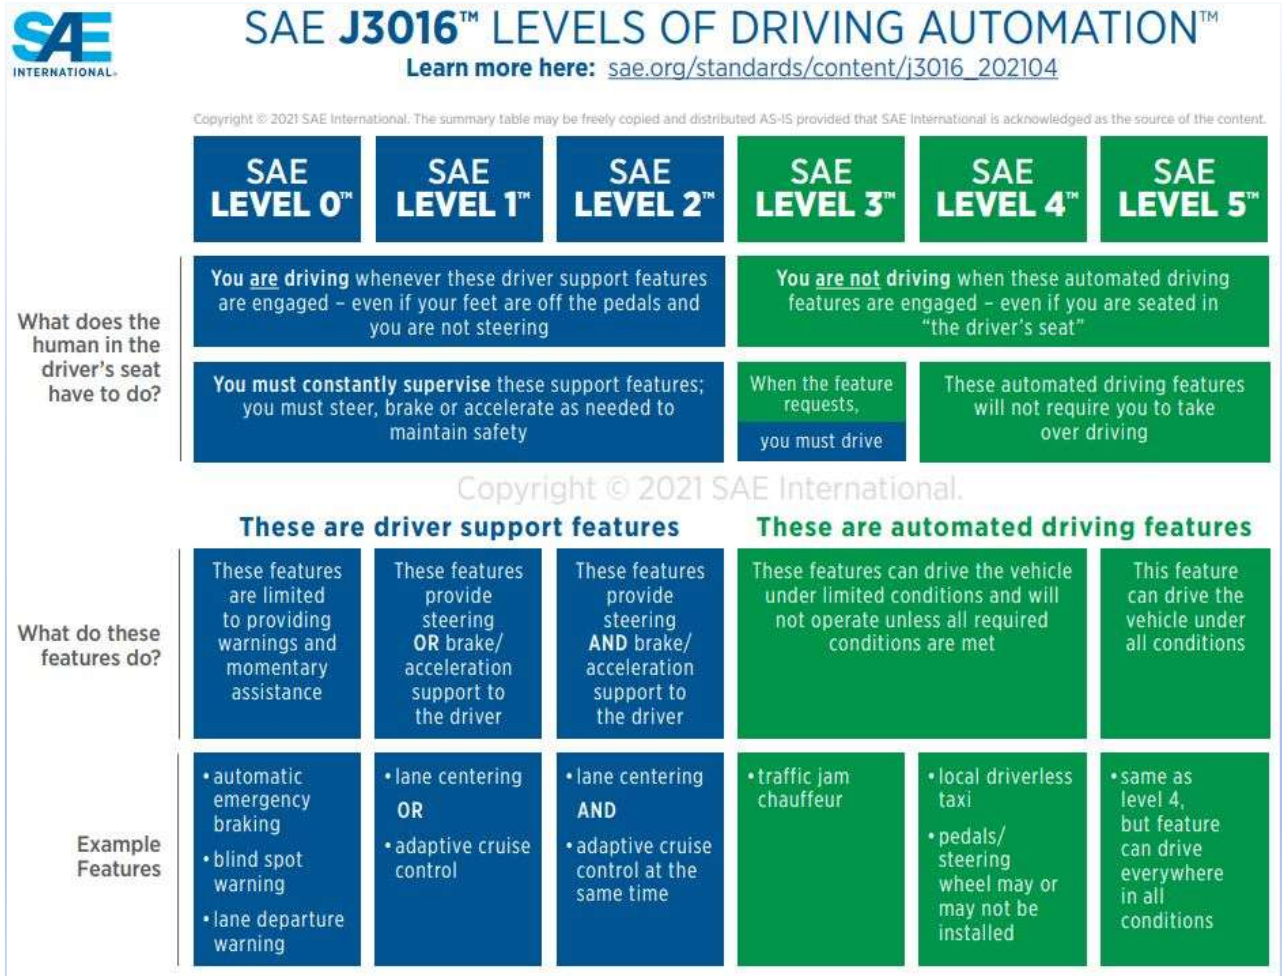 SAE
INTERNATIONAL®
SAE J3016™ LEVELS OF DRIVING AUTOMATION™
Learn more here: sae.org/standards/content/j3016_202104
Copyright © 2021 SAE International. The summary table may be freely copied and distributed AS-IS provided that SAE International is acknowledged as the source of the content.
SAE
LEVEL 0™
SAE
LEVEL 1™
SAE
LEVEL 2™
SAE
LEVEL 3™
SAE
LEVEL 4™
SAE
LEVEL 5™
What does the
human in the
driver's seat
have to do?
You are driving whenever these driver support features
are engaged – even if your feet are off the pedals and
you are not steering
You are not driving when these automated driving
features are engaged – even if you are seated in
“the driver's seat”
You must constantly supervise these support features;
you must steer, brake or accelerate as needed to
maintain safety
When the feature
requests,
you must drive
These automated driving features
will not require you to take
over driving
Copyright © 2021 SAE International.
These are driver support features
These are automated driving features
What do these
features do?
These features
are limited
to providing
warnings and
momentary
assistance
These features
provide
steering
OR brake/
acceleration
support to
the driver
These features
provide
steering
AND brake/
acceleration
support to
the driver
These features can drive the vehicle
under limited conditions and will
not operate unless all required
conditions are met
This feature
can drive the
vehicle under
all conditions
Example
Features
• automatic
emergency
braking
• blind spot
warning
• lane departure
warning
• lane centering
OR
• adaptive cruise
control
• lane centering
AND
• adaptive cruise
control at the
same time
• traffic jam
chauffeur
• local driverless
taxi
• pedals/
steering
wheel may or
may not be
installed
• same as
level 4,
but feature
can drive
everywhere
in all
conditions